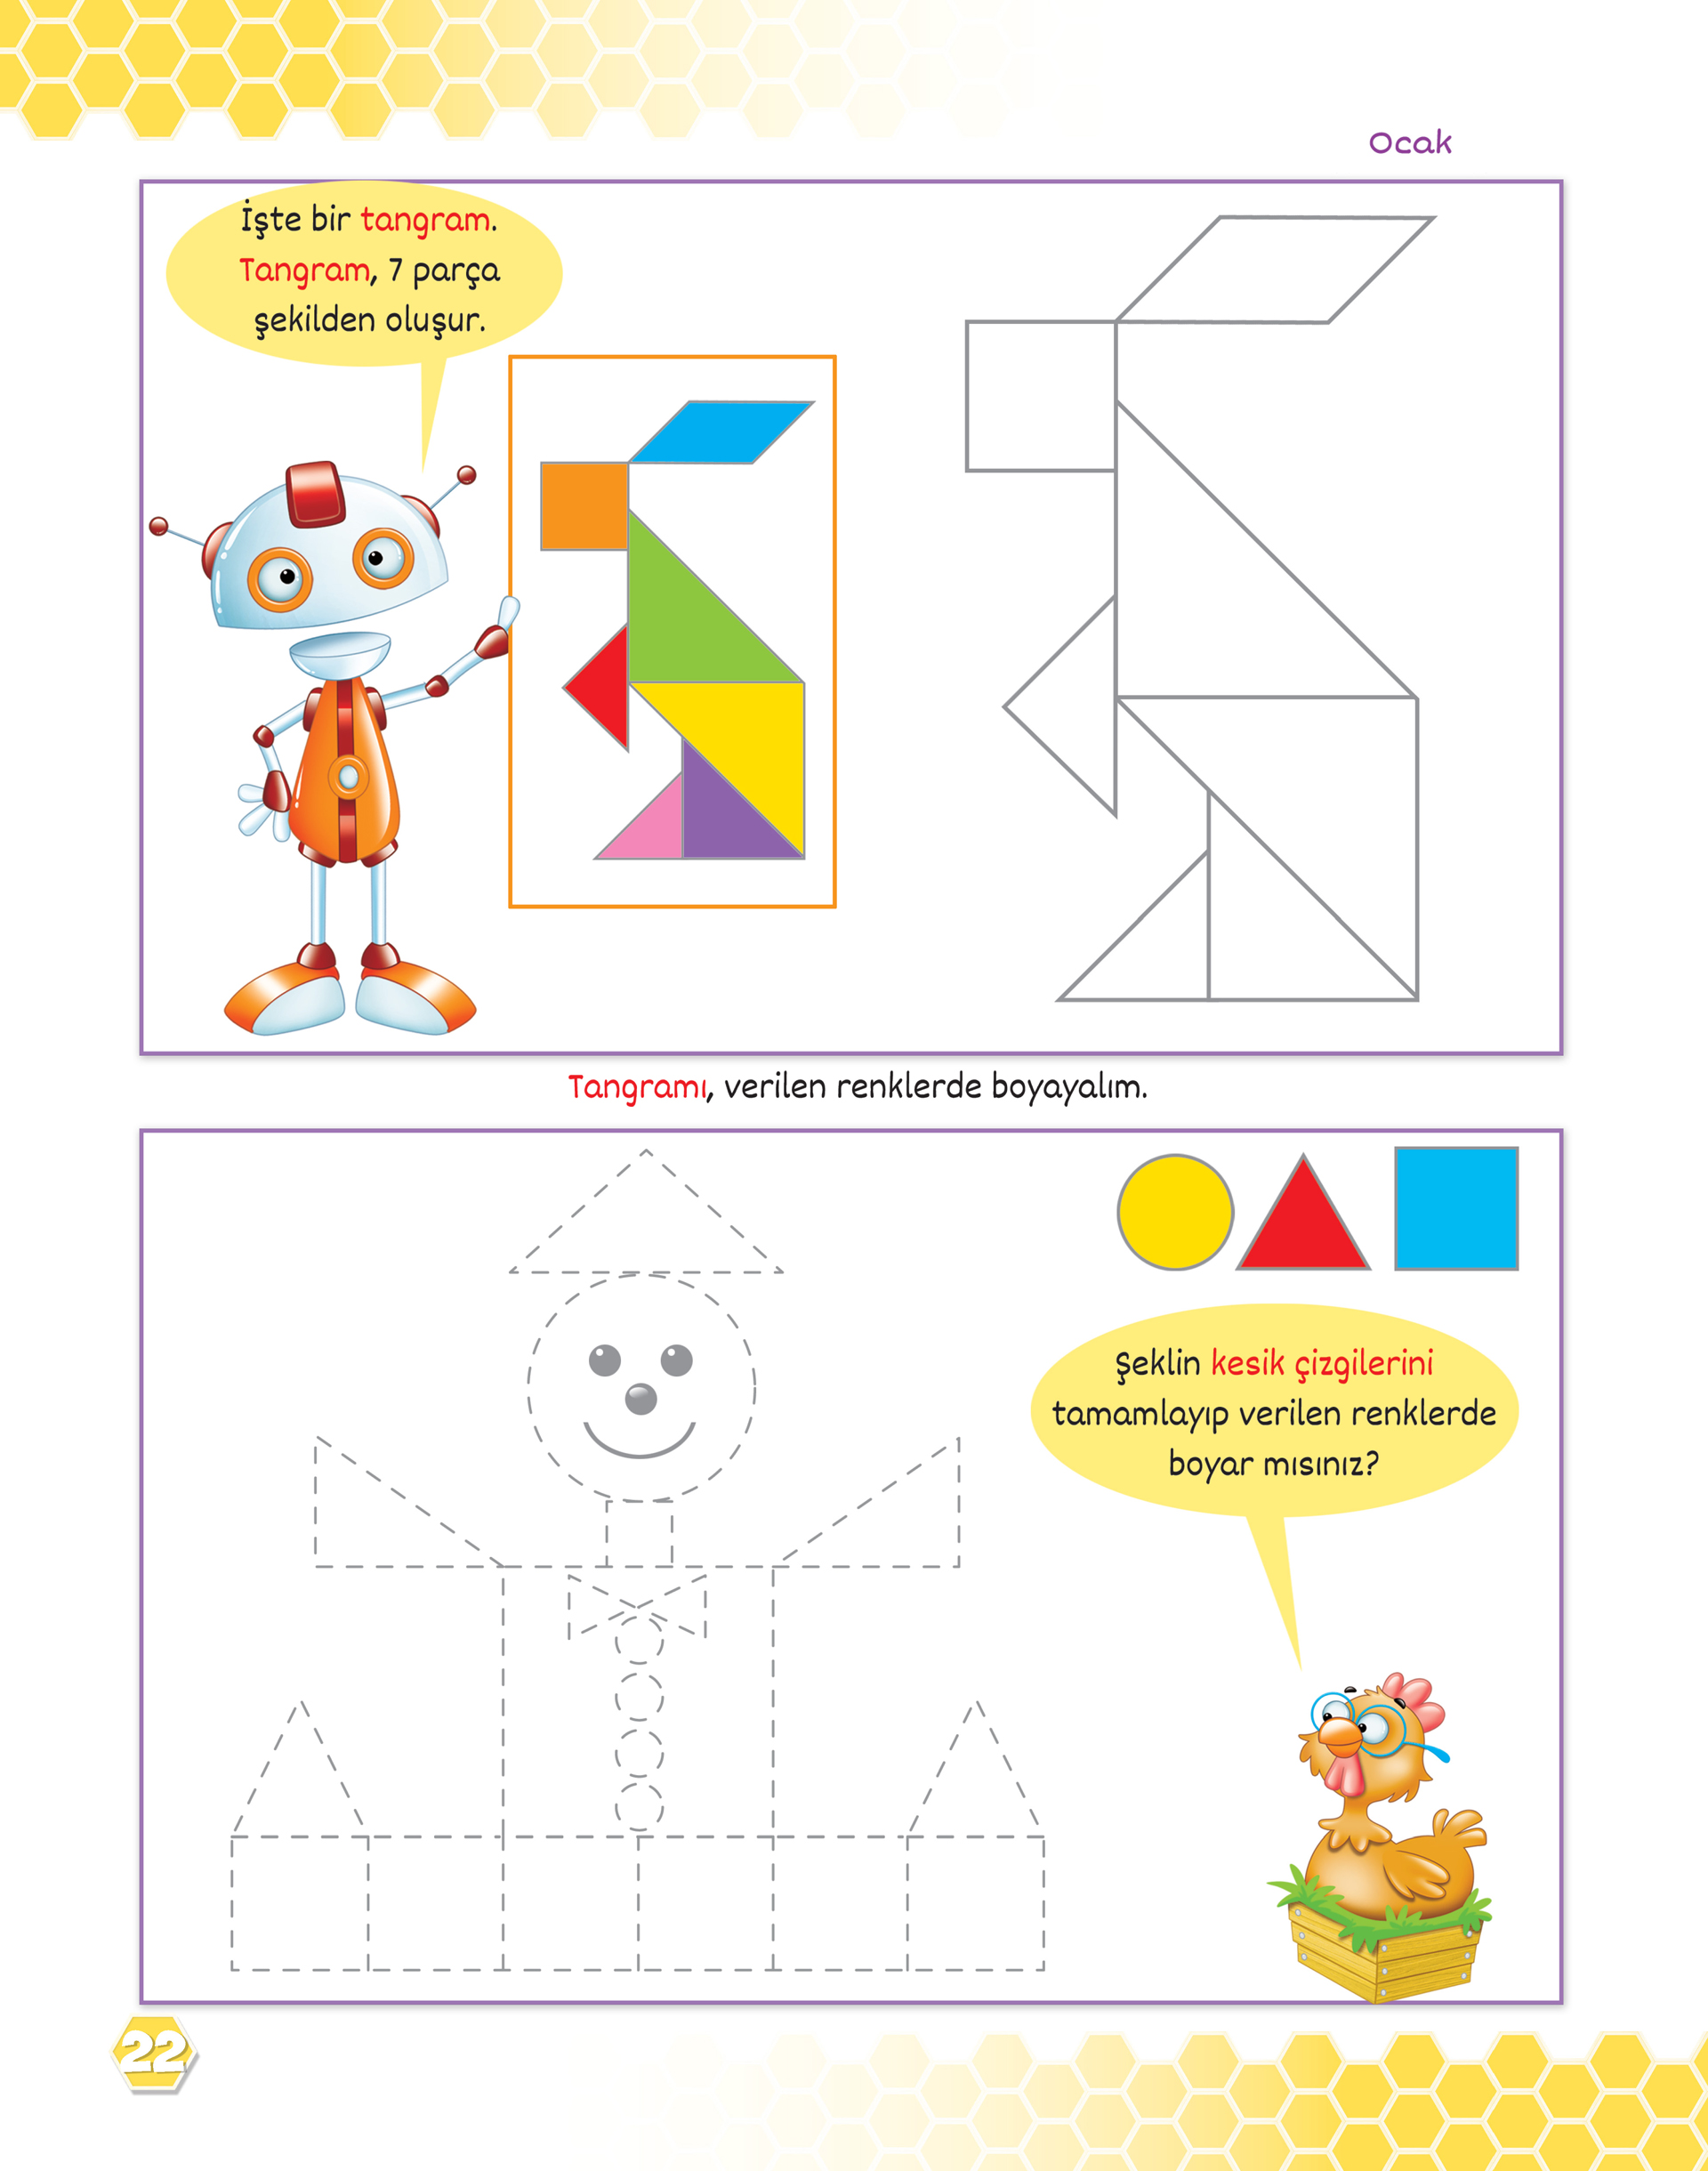 Ocak
İşte bir tangram.
Tangram, 7 parça
şekilden oluşur.
Tangramı, verilen renklerde boyayalım.
Şeklin kesik çizgilerini
tamamlayıp verilen renklerde
boyar mısınız?
22